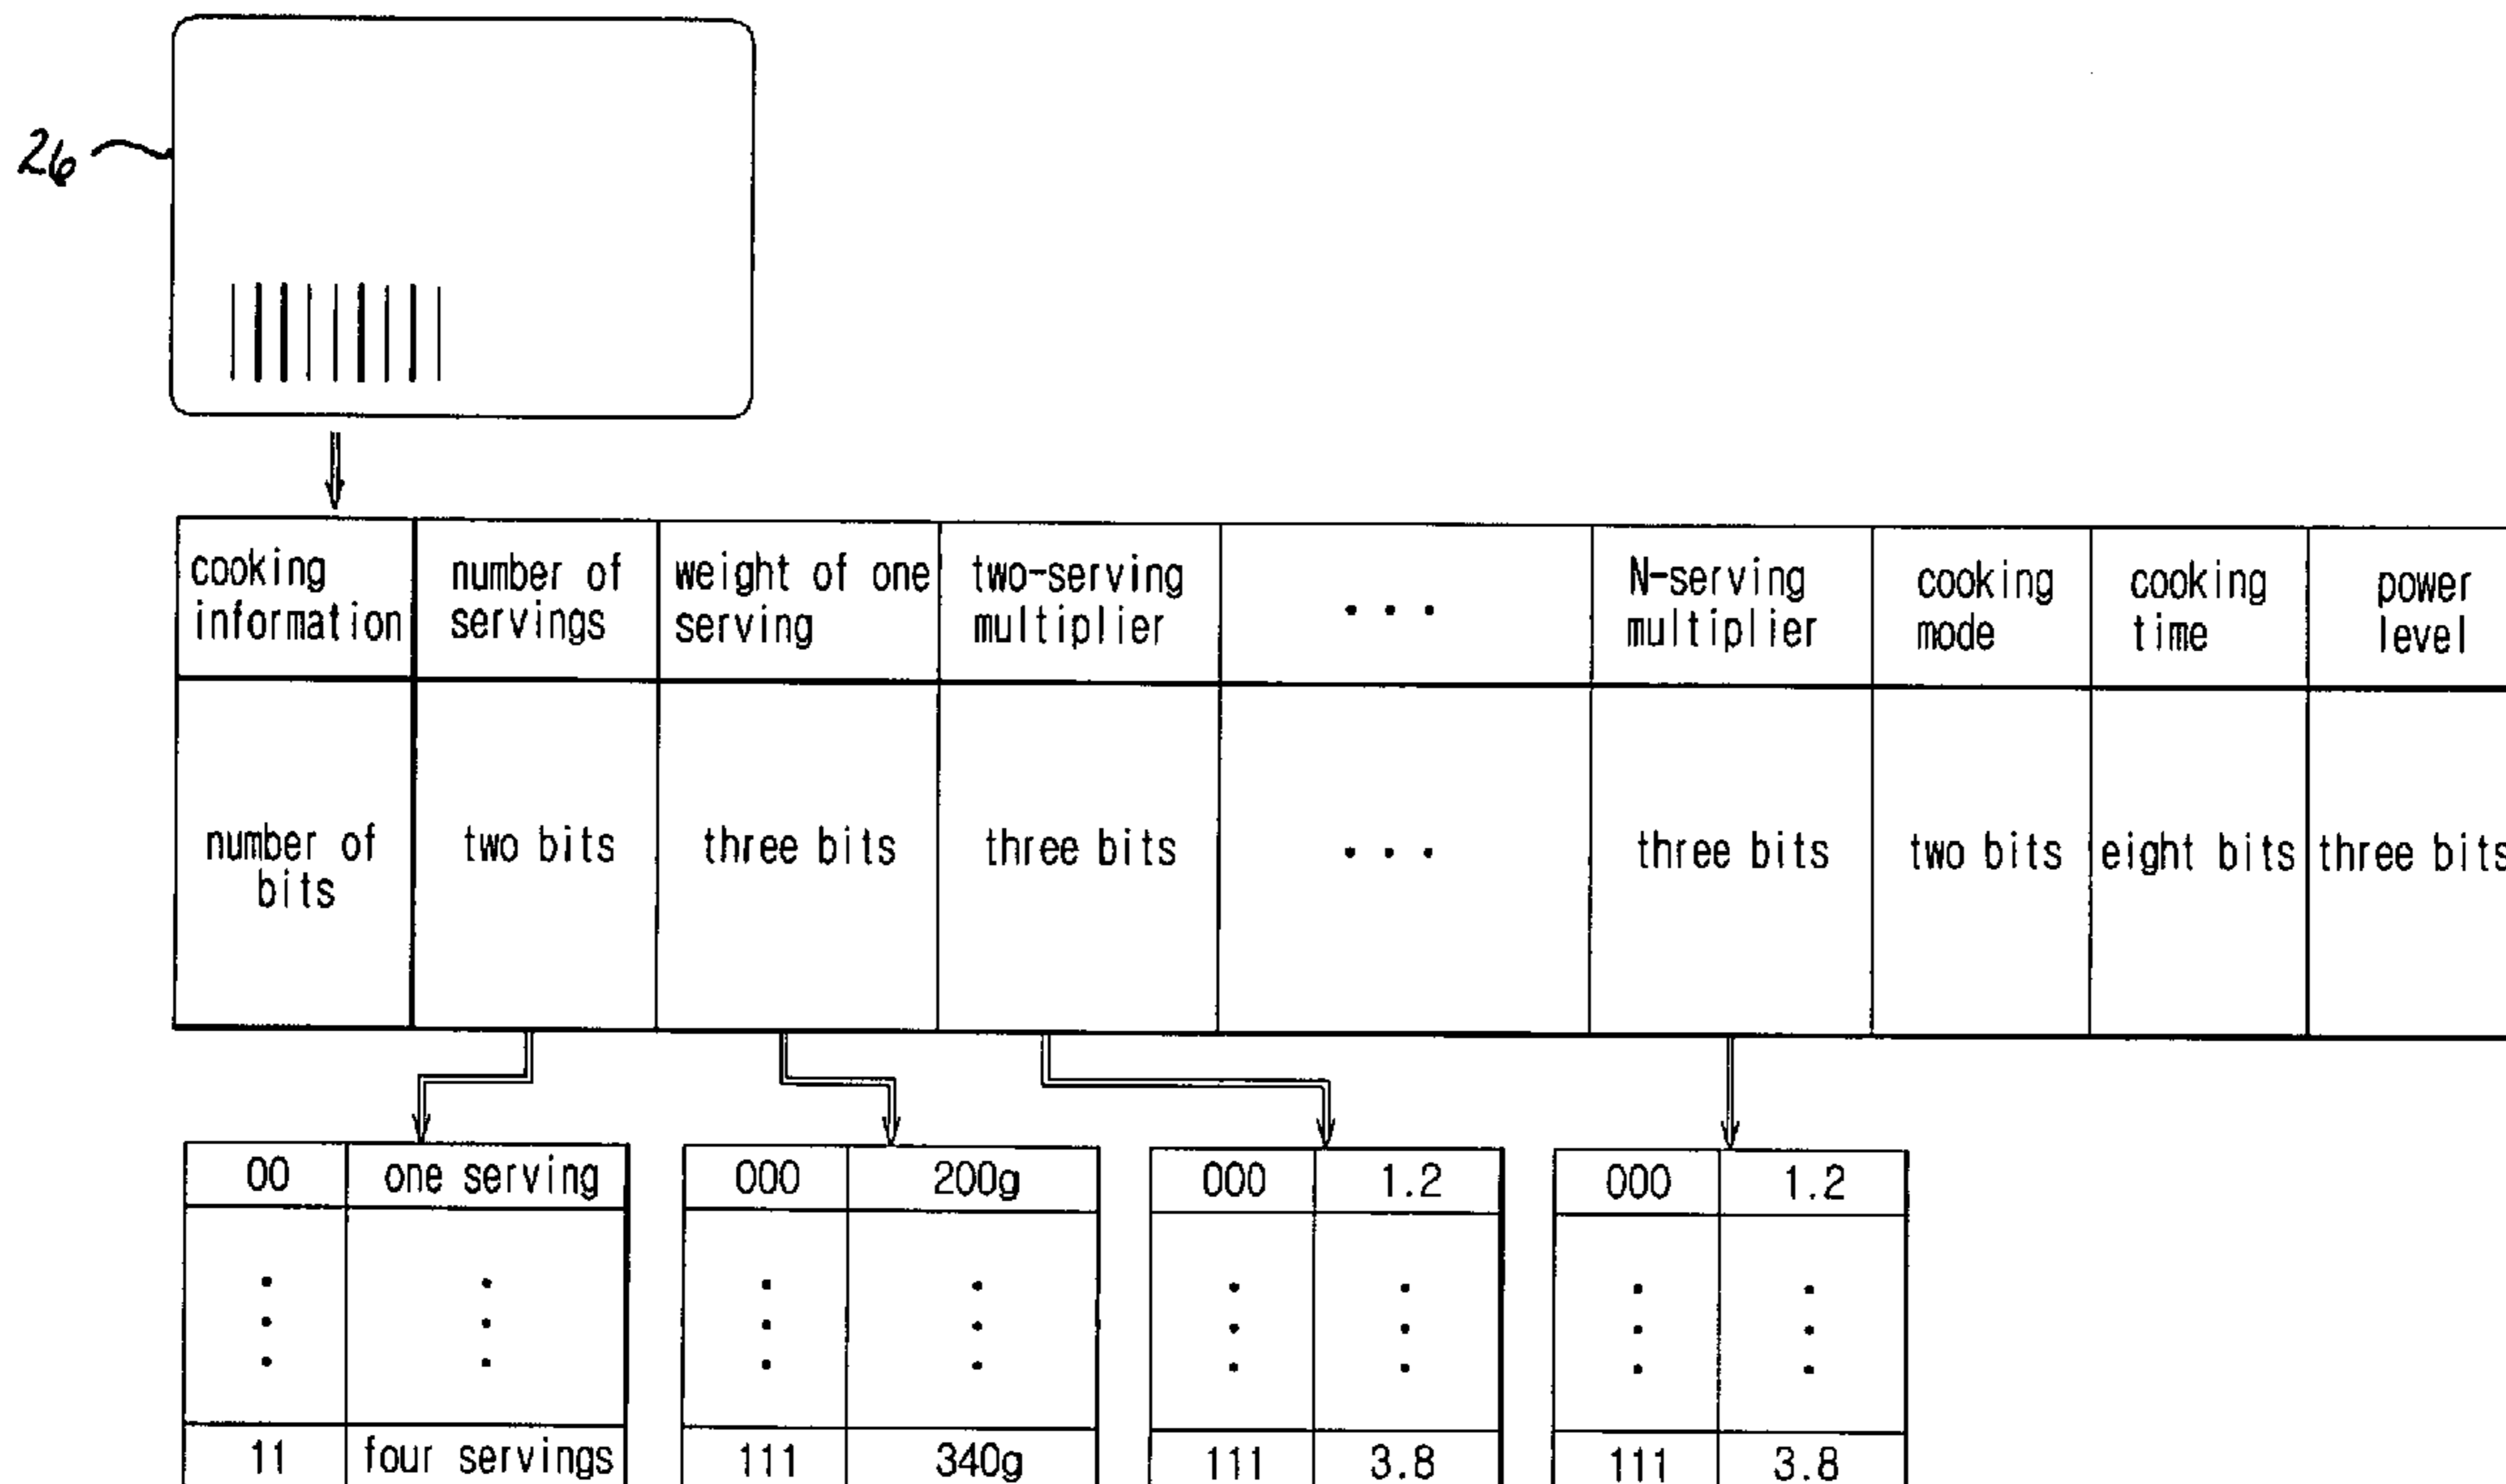 26
cooking information
number of servings
weight of one serving
two-serving multiplier
• • •
N-serving multiplier
cooking mode
cooking time
power level
number of bits
two bits
three bits
three bits
• • •
three bits
two bits
eight bits
three bits
00 one serving
11 four servings
000 200g
111 340g
000 1.2
111 3.8
000 1.2
111 3.8